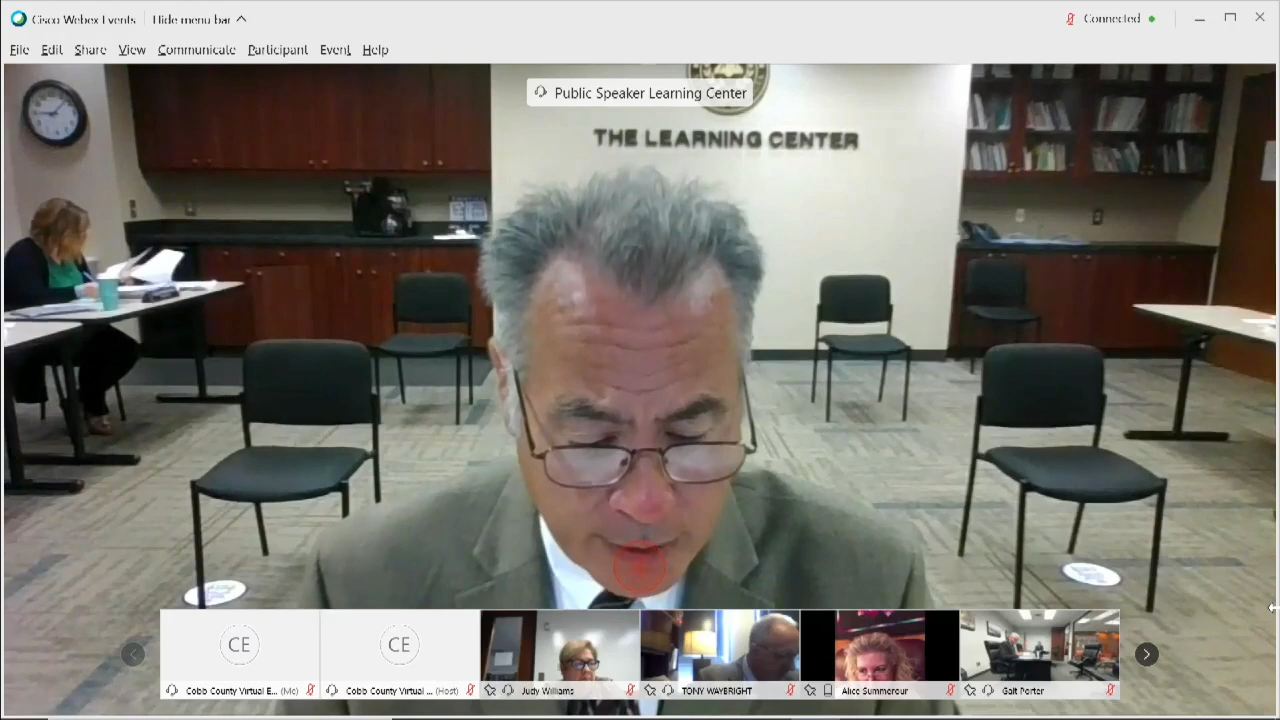 Cisco Webex Events Hide menu bar Connected
File Edit Share View Communicate Participant Event Help
Public Speaker Learning Center
THE LEARNING CENTER
CE CE
Cobb County Virtual E... (Me) Cobb County Virtual ... (Host) Judy Williams TONY WAYBRIGHT Alice Summerour Galt Porter